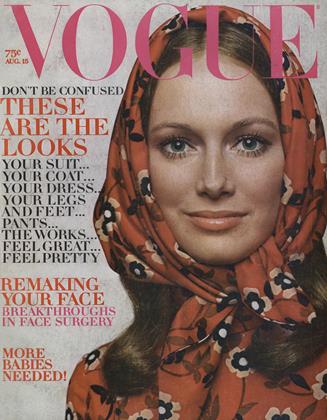 VOGUE
75¢
AUG. 15
DON'T BE CONFUSED
THESE
ARE THE
LOOKS
YOUR SUIT...
YOUR COAT...
YOUR DRESS...
YOUR LEGS
AND FEET...
PANTS...
THE WORKS...
FEEL GREAT...
FEEL PRETTY
REMAKING
YOUR FACE
BREAKTHROUGHS
IN FACE SURGERY
MORE
BABIES
NEEDED!